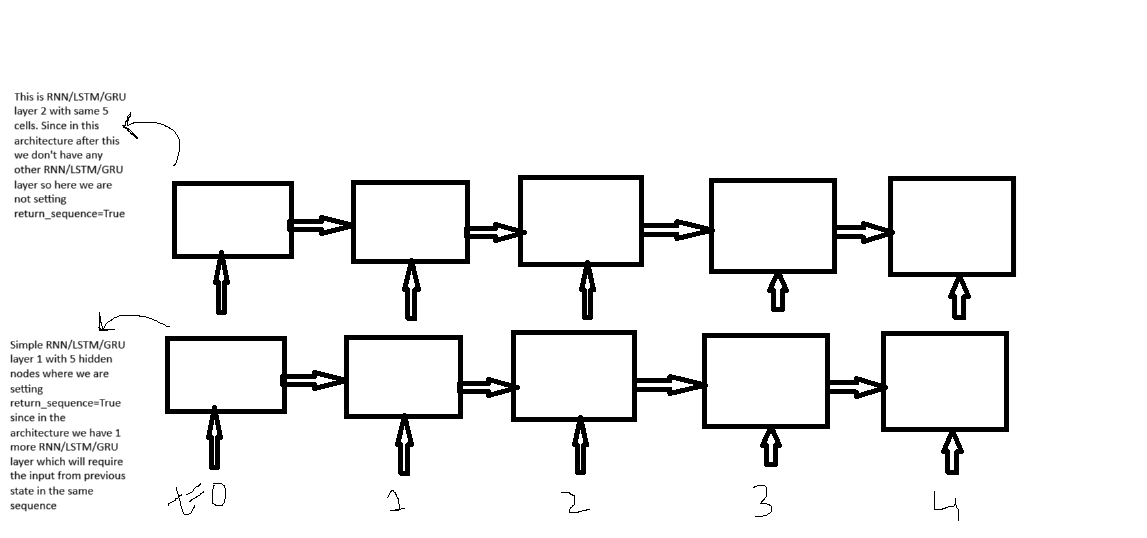 This is RNN/LSTM/GRU
layer 2 with same 5
cells. Since in this
architecture after this
we don't have any
other RNN/LSTM/GRU
layer so here we are
not setting
return_sequence=True
Simple RNN/LSTM/GRU
layer 1 with 5 hidden
nodes where we are
setting
return_sequence=True
since in the
architecture we have 1
more RNN/LSTM/GRU
layer which will require
the input from previous
state in the same
sequence
t=0 1 2 3 4